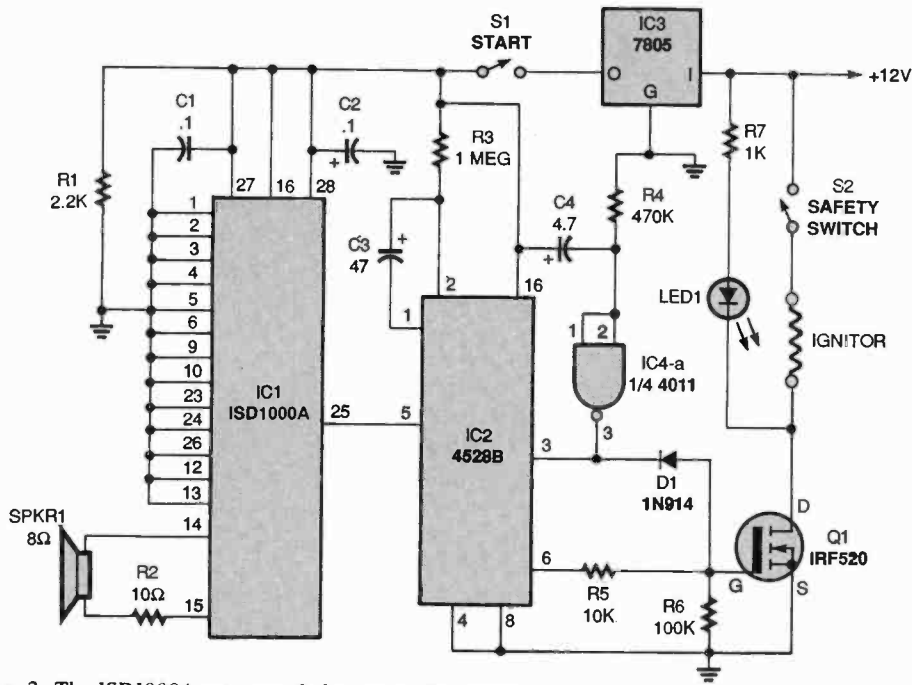 S1
START
IC3
7805
O
I
G
+12V
C1
.1
C2
.1
+
R3
1 MEG
R7
1K
S2
SAFETY
SWITCH
R1
2.2K
27
16
28
R4
470K
C4
4.7
+
C3
47
+
1
2
3
4
5
6
9
10
23
24
26
12
13
14
15
IC1
ISD1000A
25
2
16
1
5
IC2
4528B
3
6
4
8
1
2
IC4-a
1/4 4011
3
LED1
IGNITOR
D1
1N914
D
Q1
IRF520
G
S
R5
10K
R6
100K
SPKR1
8Ω
R2
10Ω